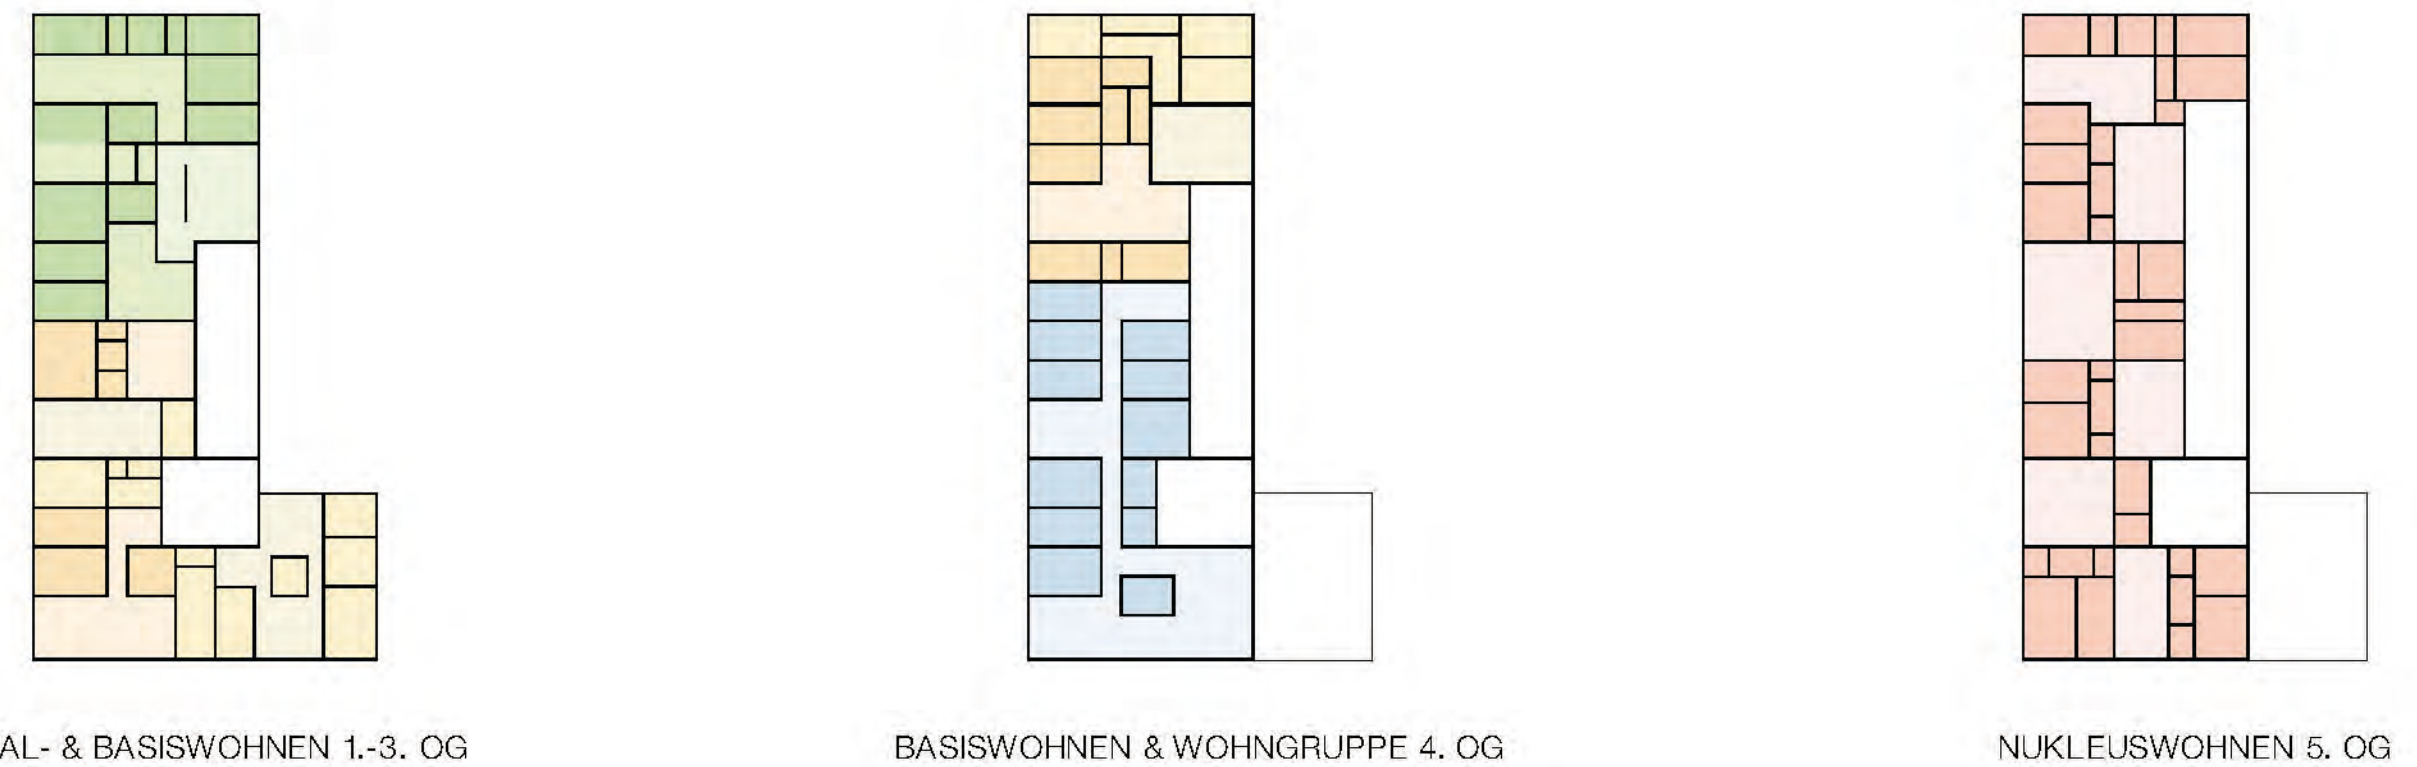 AL- & BASISWOHNEN 1.-3. OG
BASISWOHNEN & WOHNGRUPPE 4. OG
NUKLEUSWOHNEN 5. OG